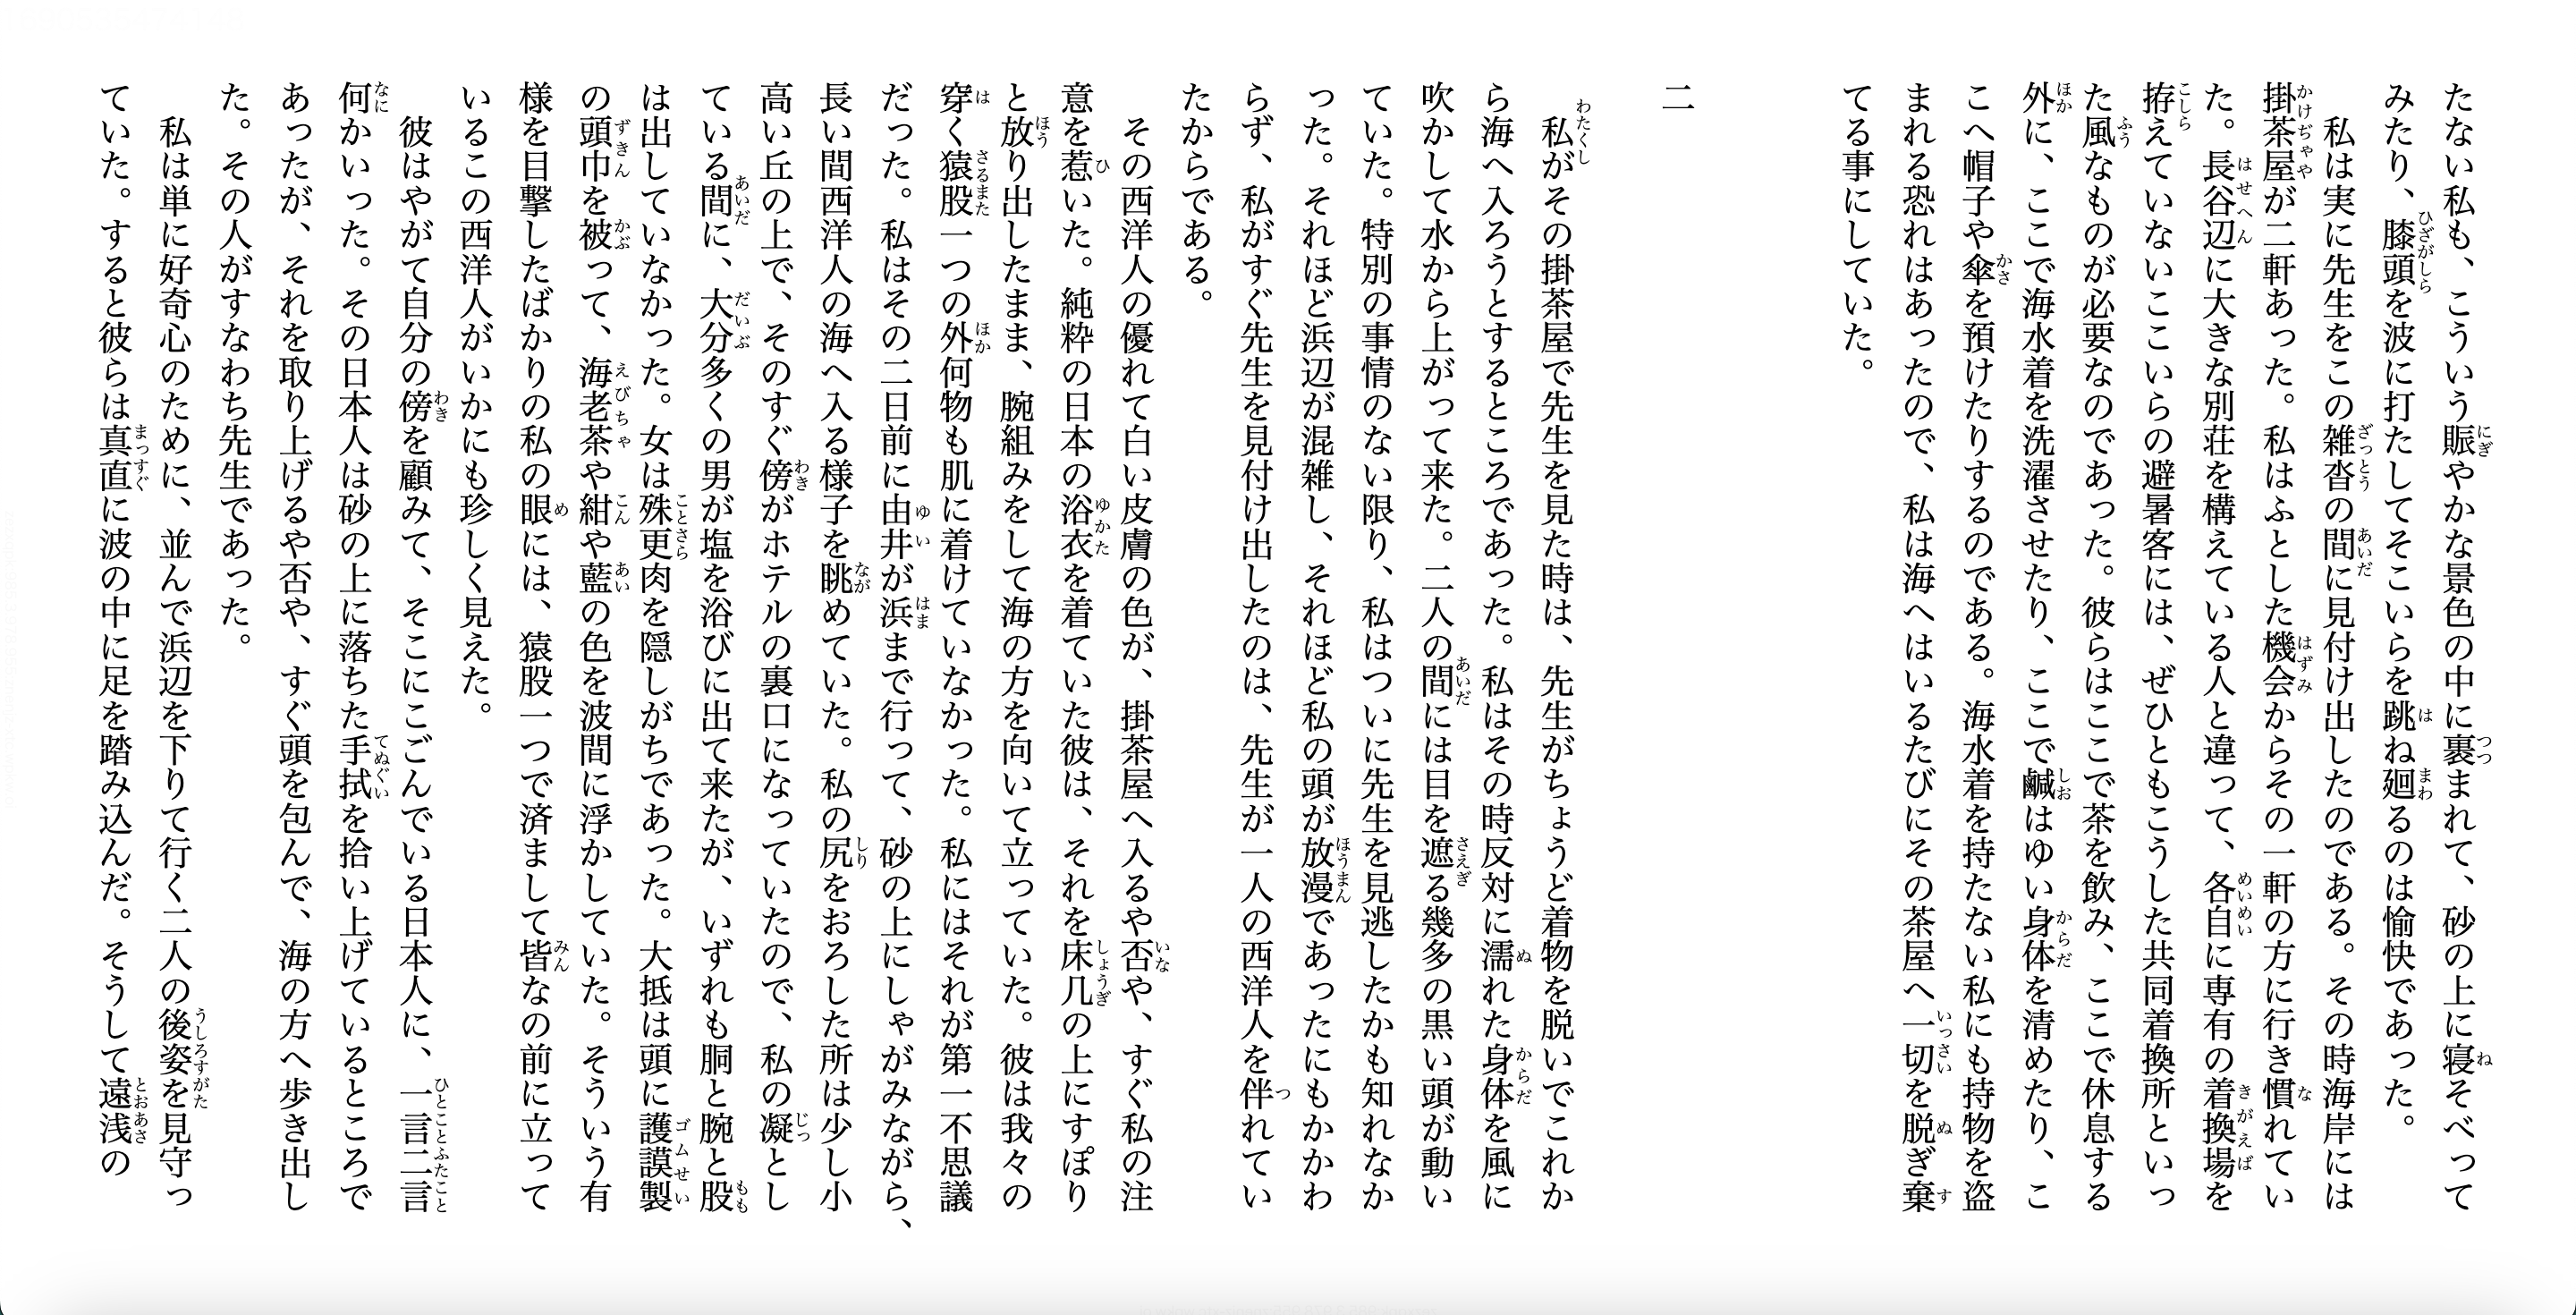 たない私も、こういう賑やかな景色の中に裹まれて、砂の上に寝そべって
みたり、膝頭を波に打たしてそこいらを跳ね廻るのは愉快であった。
私は実に先生をこの雑沓の間に見付け出したのである。その時海岸には
掛茶屋が二軒あった。私はふとした機会からその一軒の方に行き慣れてい
た。長谷辺に大きな別荘を構えている人と違って、各自に専有の着換場を
拵えていないここいらの避暑客には、ぜひともこうした共同着換所といっ
た風なものが必要なのであった。彼らはここで茶を飲み、ここで休息する
外に、ここで海水着を洗濯させたり、ここで鹹はゆい身体を清めたり、こ
こへ帽子や傘を預けたりするのである。海水着を持たない私にも持物を盗
まれる恐れはあったので、私は海へはいるたびにその茶屋へ一切を脱ぎ棄
てる事にしていた。
二
私がその掛茶屋で先生を見た時は、先生がちょうど着物を脱いでこれか
ら海へ入ろうとするところであった。私はその時反対に濡れた身体を風に
吹かして水から上がって来た。二人の間には目を遮る幾多の黒い頭が動い
ていた。特別の事情のない限り、私はついに先生を見逃したかも知れなか
った。それほど浜辺が混雑し、それほど私の頭が放漫であったにもかかわ
らず、私がすぐ先生を見付け出したのは、先生が一人の西洋人を伴れてい
たからである。
その西洋人の優れて白い皮膚の色が、掛茶屋へ入るや否や、すぐ私の注
意を惹いた。純粋の日本の浴衣を着ていた彼は、それを床几の上にすぽり
と放り出したまま、腕組みをして海の方を向いて立っていた。彼は我々の
穿く猿股一つの外何物も肌に着けていなかった。私にはそれが第一不思議
だった。私はその二日前に由井が浜まで行って、砂の上にしゃがみながら、
長い間西洋人の海へ入る様子を眺めていた。私の尻をおろした所は少し小
高い丘の上で、そのすぐ傍がホテルの裏口になっていたので、私の凝とし
ている間に、大分多くの男が塩を浴びに出て来たが、いずれも胴と腕と股
は出していなかった。女は殊更肉を隠しがちであった。大抵は頭に護謨製
の頭巾を被って、海老茶や紺や藍の色を波間に浮かしていた。そういう有
様を目撃したばかりの私の眼には、猿股一つで済まして皆なの前に立って
いるこの西洋人がいかにも珍しく見えた。
彼はやがて自分の傍を顧みて、そこにこごんでいる日本人に、一言二言
何かいった。その日本人は砂の上に落ちた手拭を拾い上げているところで
あったが、それを取り上げるや否や、すぐ頭を包んで、海の方へ歩き出し
た。その人がすなわち先生であった。
私は単に好奇心のために、並んで浜辺を下りて行く二人の後姿を見守っ
ていた。すると彼らは真直に波の中に足を踏み込んだ。そうして遠浅の